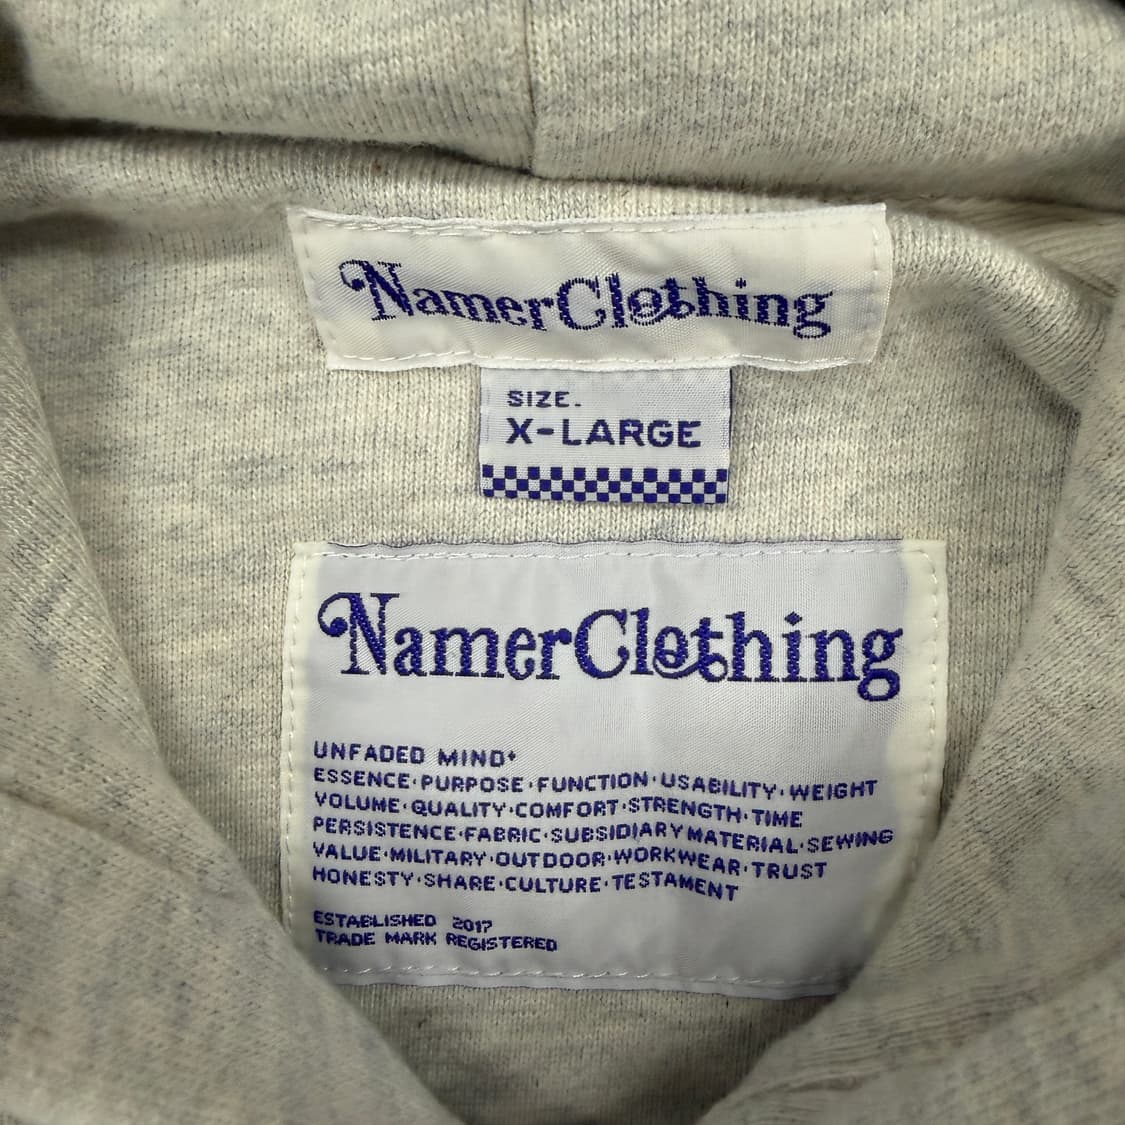 NamerClothing
SIZE.
X-LARGE
NamerClothing
UNFADED MIND+
ESSENCE·PURPOSE·FUNCTION·USABILITY·WEIGHT
VOLUME·QUALITY·COMFORT·STRENGTH·TIME
PERSISTENCE·FABRIC·SUBSIDIARY MATERIAL·SEWING
VALUE·MILITARY·OUTDOOR·WORKWEAR·TRUST
HONESTY·SHARE·CULTURE·TESTAMENT
ESTABLISHED 2017
TRADE MARK REGISTERED